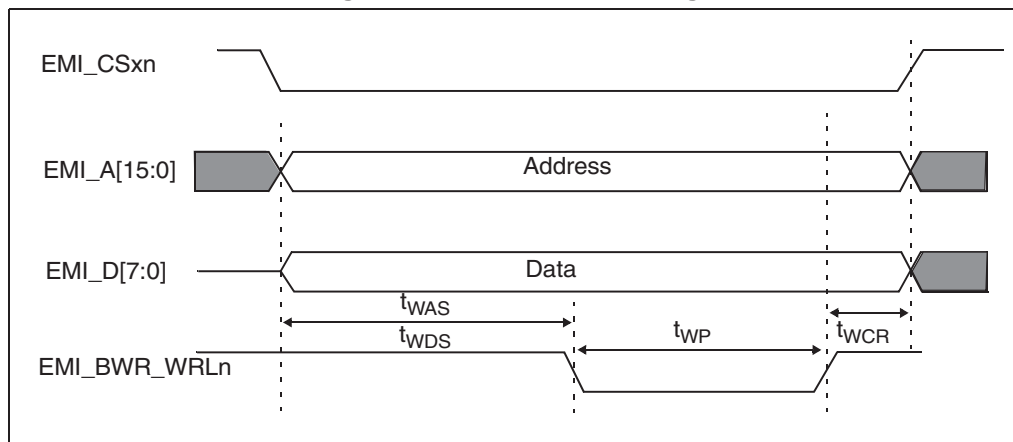 EMI_CSxn
EMI_A[15:0]
Address
EMI_D[7:0]
Data
tWAS
tWDS
tWP
tWCR
EMI_BWR_WRLn